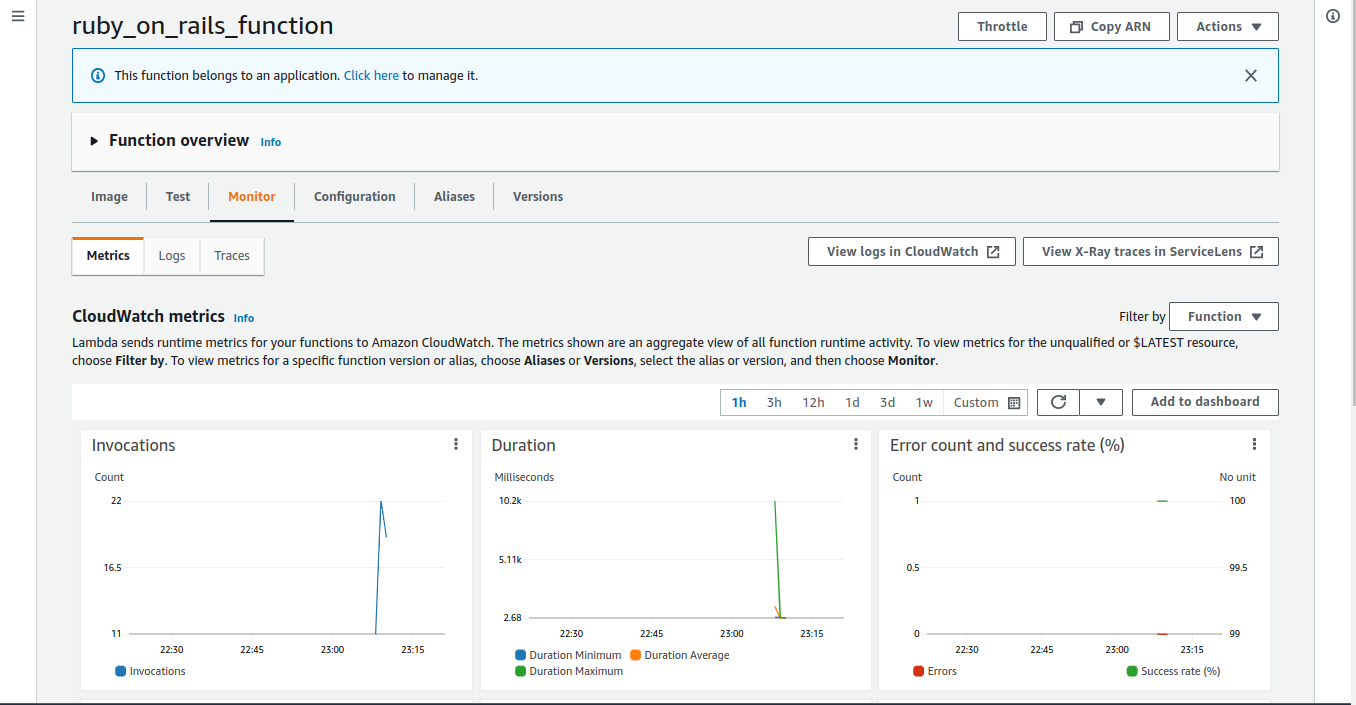 ruby_on_rails_function
Throttle
Copy ARN
Actions
This function belongs to an application. Click here to manage it.
Function overview Info
Image
Test
Monitor
Configuration
Aliases
Versions
Metrics
Logs
Traces
View logs in CloudWatch
View X-Ray traces in ServiceLens
CloudWatch metrics Info
Filter by
Function
Lambda sends runtime metrics for your functions to Amazon CloudWatch. The metrics shown are an aggregate view of all function runtime activity. To view metrics for the unqualified or $LATEST resource,
choose Filter by. To view metrics for a specific function version or alias, choose Aliases or Versions, select the alias or version, and then choose Monitor.
1h
3h
12h
1d
3d
1w
Custom
Add to dashboard
Invocations
Count
22
16.5
11
22:30
22:45
23:00
23:15
Invocations
Duration
Milliseconds
10.2k
5.11k
2.68
22:30
22:45
23:00
23:15
Duration Minimum
Duration Average
Duration Maximum
Error count and success rate (%)
Count
No unit
1
100
0.5
99.5
0
99
22:30
22:45
23:00
23:15
Errors
Success rate (%)